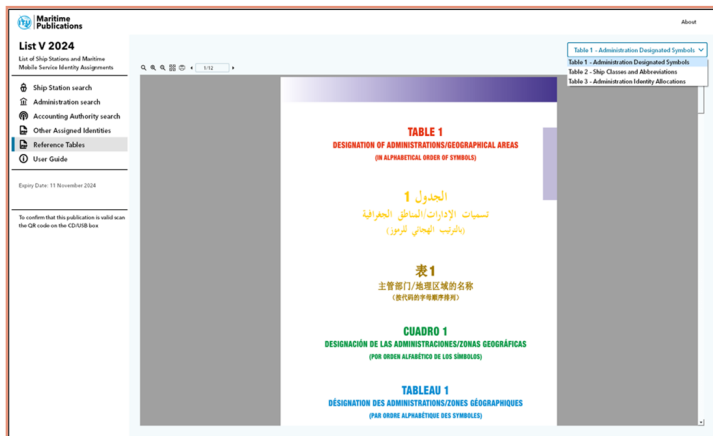 Maritime
Publications
About
List V 2024
List of Ship Stations and Maritime
Mobile Service Identity Assignments
Ship Station search
Administration search
Accounting Authority search
Other Assigned Identities
Reference Tables
User Guide
Expiry Date: 11 November 2024
To confirm that this publication is valid scan
the QR code on the CD/USB box
1/12
Table 1 - Administration Designated Symbols
Table 1 - Administration Designated Symbols
Table 2 - Ship Classes and Abbreviations
Table 3 - Administration Identity Allocations
TABLE 1
DESIGNATION OF ADMINISTRATIONS/GEOGRAPHICAL AREAS
(IN ALPHABETICAL ORDER OF SYMBOLS)
الجدول 1
تسميات الإدارات/المناطق الجغرافية
(بالترتيب الهجائي للرموز)
表1
主管部门/地理区域的名称
（按代码的字母顺序排列）
CUADRO 1
DESIGNACIÓN DE LAS ADMINISTRACIONES/ZONAS GEOGRÁFICAS
(POR ORDEN ALFABÉTICO DE LOS SÍMBOLOS)
TABLEAU 1
DÉSIGNATION DES ADMINISTRATIONS/ZONES GÉOGRAPHIQUES
(PAR ORDRE ALPHABÉTIQUE DES SYMBOLES)